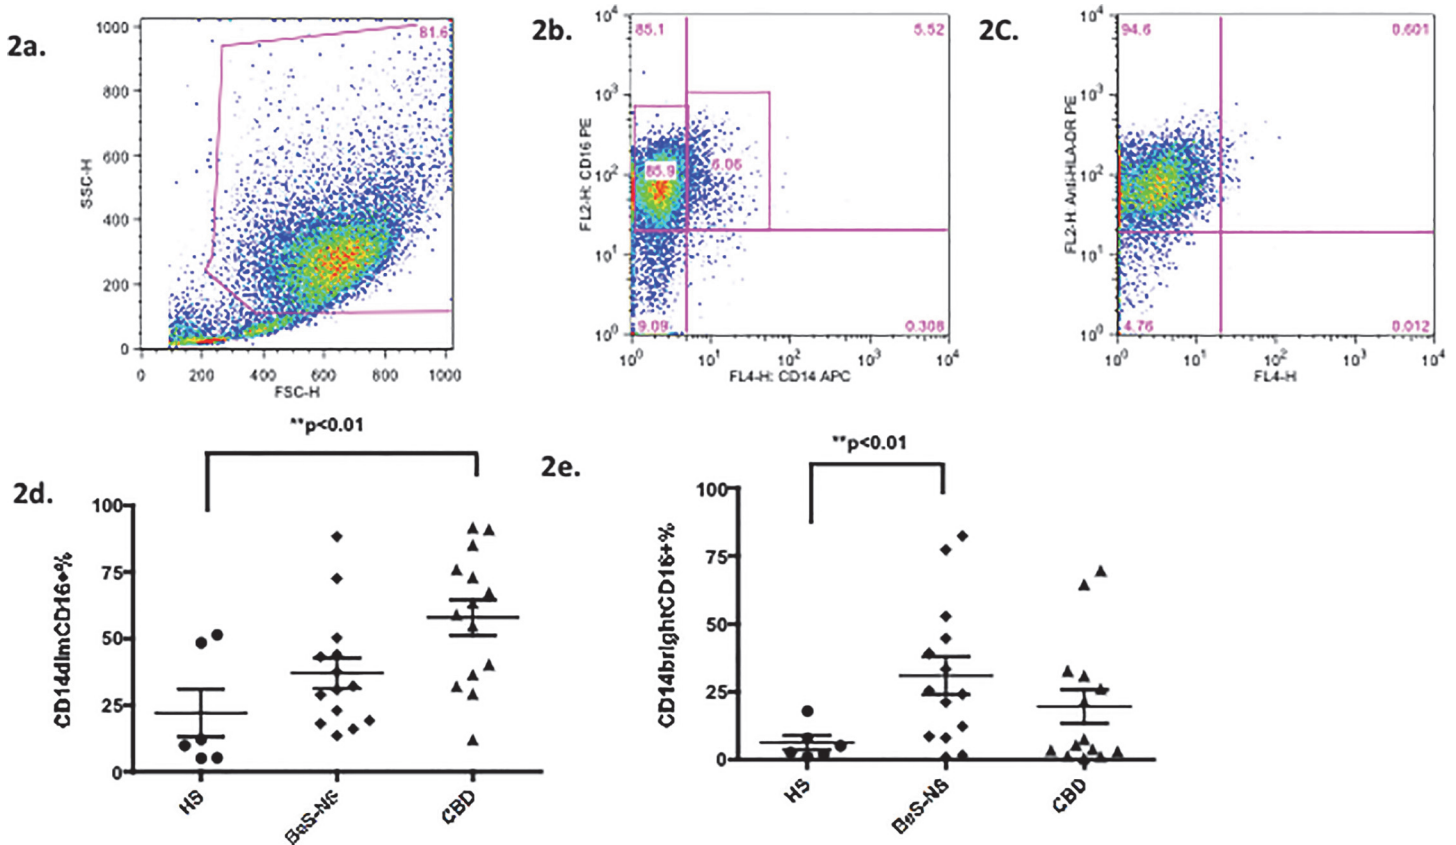 2a.
1000
800
600
400
200
0
SSC-H
81.6
0 200 400 600 800 1000
FSC-H
2b.
10^4
10^3
10^2
10^1
10^0
FL2-H: CD16 PE
85.1
5.52
85.9
6.06
9.09
0.308
10^0 10^1 10^2 10^3 10^4
FL4-H: CD14 APC
2C.
10^4
10^3
10^2
10^1
10^0
FL2-H: Anti-HLA-DR PE
94.6
0.601
4.76
0.012
10^0 10^1 10^2 10^3 10^4
FL4-H
2d.
**p<0.01
CD14dimCD16+%
100
75
50
25
0
HS
BeS-NS
CBD
2e.
**p<0.01
CD14brightCD16+%
100
75
50
25
0
HS
BeS-NS
CBD